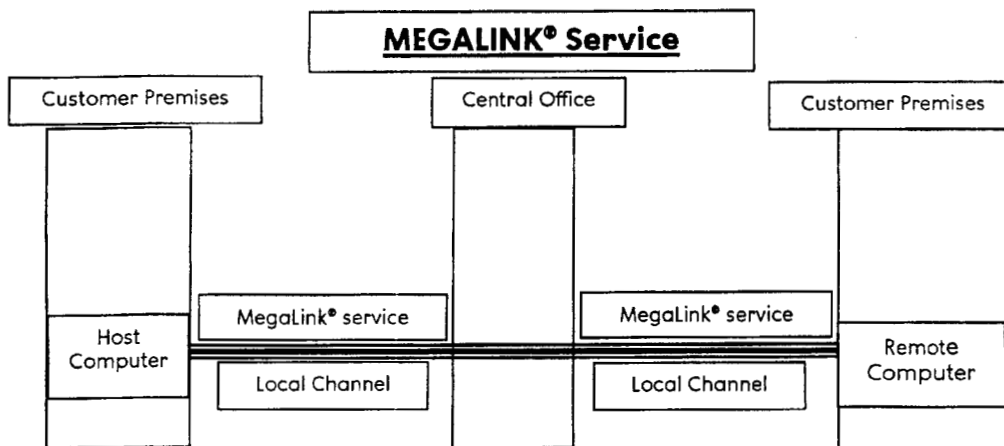 MEGALINK® Service
Customer Premises
Central Office
Customer Premises
MegaLink® service
MegaLink® service
Host
Computer
Remote
Computer
Local Channel
Local Channel